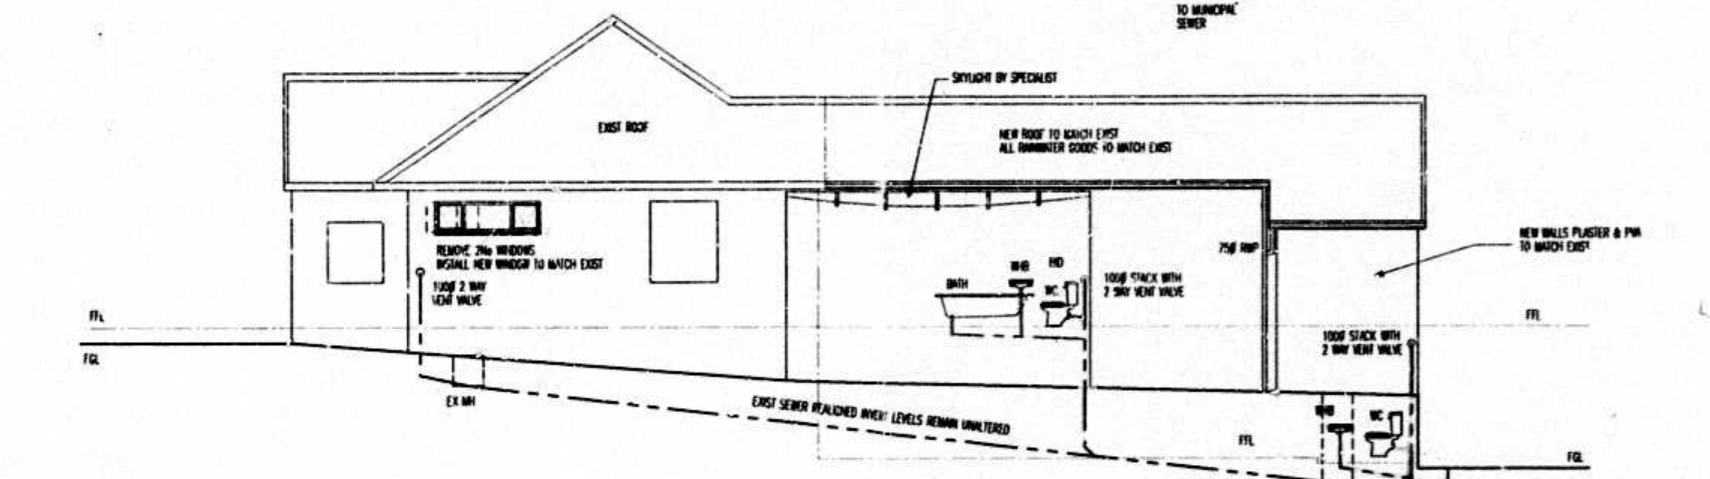 TO MUNICIPAL
SEWER
SKYLIGHT BY SPECIALIST
EXIST ROOF
NEW ROOF TO MATCH EXIST
ALL RAINWATER GOODS TO MATCH EXIST
NEW WALLS PLASTER & PVA
TO MATCH EXIST
REMOVE 2No WINDOWS
INSTALL NEW WINDOW TO MATCH EXIST
100Ø 2 WAY
VENT VALVE
75Ø RWP
BATH
WHB
WC
100Ø STACK WITH
2 WAY VENT VALVE
FFL
FFL
100Ø STACK WITH
2 WAY VENT VALVE
FGL
EX MH
EXIST SEWER REALIGNED INVERT LEVELS REMAIN UNALTERED
WHB
WC
FFL
FGL